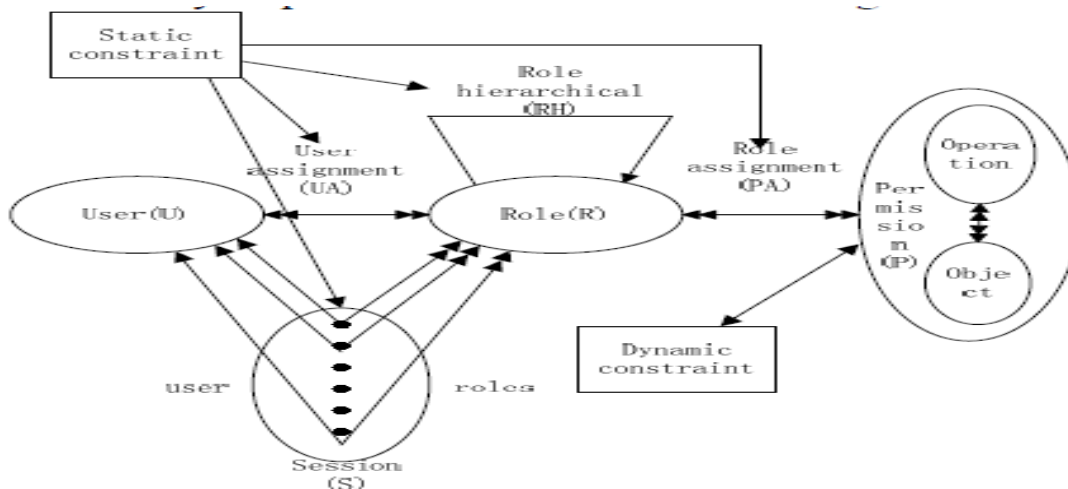 Static
constraint
Role
hierarchical
(RH)
User
assignment
(UA)
Role
assignment
(PA)
Opera
tion
User(U)
Role(R)
Per
mis
sio
n
(P)
Obje
ct
Dynamic
constraint
user
roles
Session
(S)